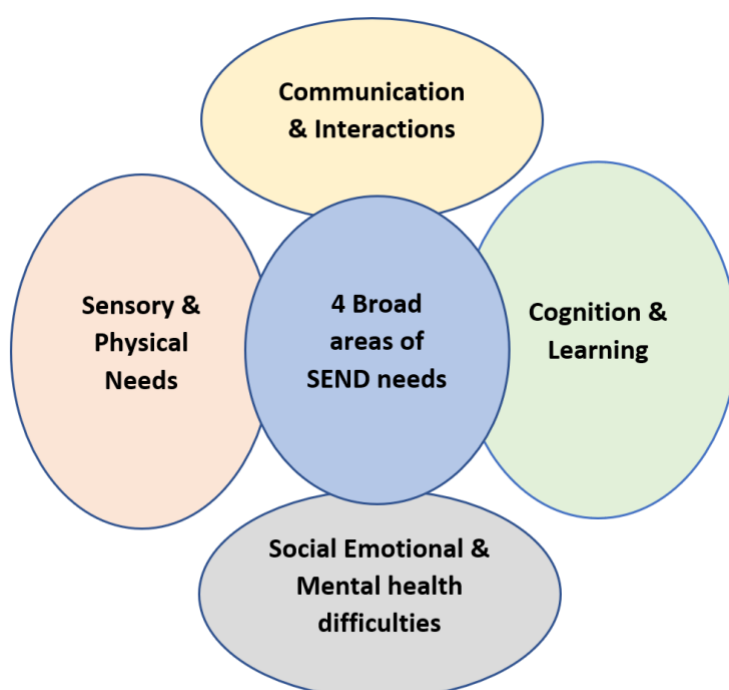 Communication
& Interactions
Sensory &
Physical
Needs
4 Broad
areas of
SEND needs
Cognition &
Learning
Social Emotional &
Mental health
difficulties